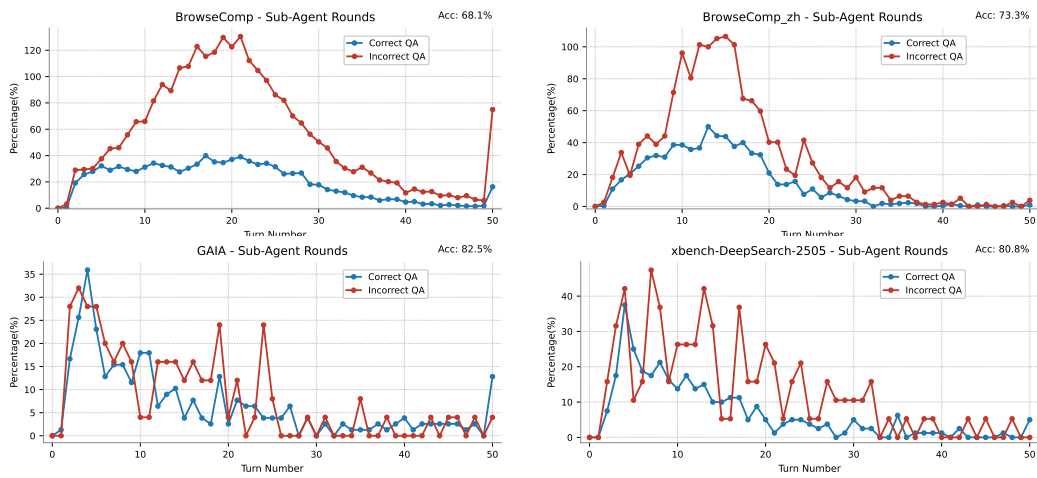 BrowseComp - Sub-Agent Rounds
Acc: 68.1%
Percentage(%)
120
100
80
60
40
20
0
Correct QA
Incorrect QA
0 10 20 30 40 50
Turn Number
BrowseComp_zh - Sub-Agent Rounds
Acc: 73.3%
Percentage(%)
100
80
60
40
20
0
Correct QA
Incorrect QA
0 10 20 30 40 50
Turn Number
GAIA - Sub-Agent Rounds
Acc: 82.5%
Percentage(%)
35
30
25
20
15
10
5
0
Correct QA
Incorrect QA
0 10 20 30 40 50
Turn Number
xbench-DeepSearch-2505 - Sub-Agent Rounds
Acc: 80.8%
Percentage(%)
40
30
20
10
0
Correct QA
Incorrect QA
0 10 20 30 40 50
Turn Number